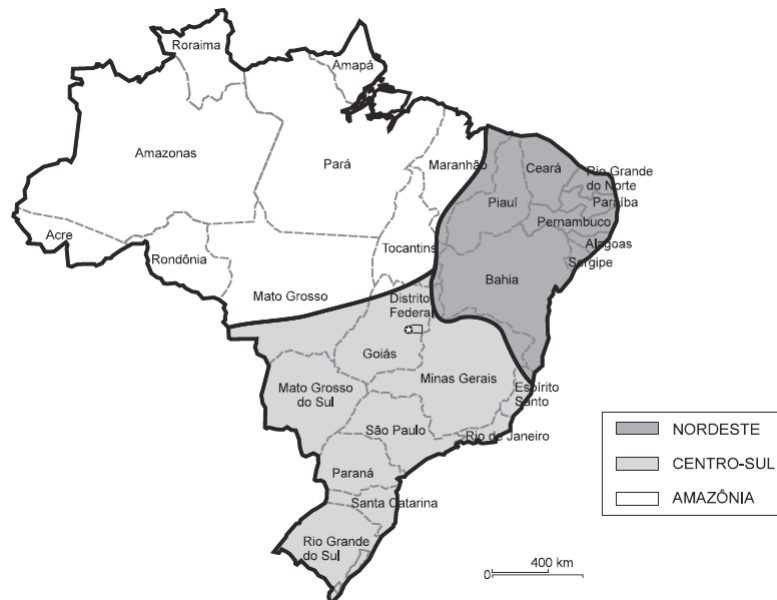 Roraima
Amapá
Amazonas
Pará
Maranhão
Ceará
Rio Grande
do Norte
Paraíba
Piauí
Pernambuco
Acre
Rondônia
Tocantins
Alagoas
Sergipe
Bahia
Mato Grosso
Distrito
Federal
Goiás
Minas Gerais
Mato Grosso
do Sul
Espírito
Santo
São Paulo
Rio de Janeiro
Paraná
Santa Catarina
Rio Grande
do Sul
NORDESTE
CENTRO-SUL
AMAZÔNIA
400 km
0